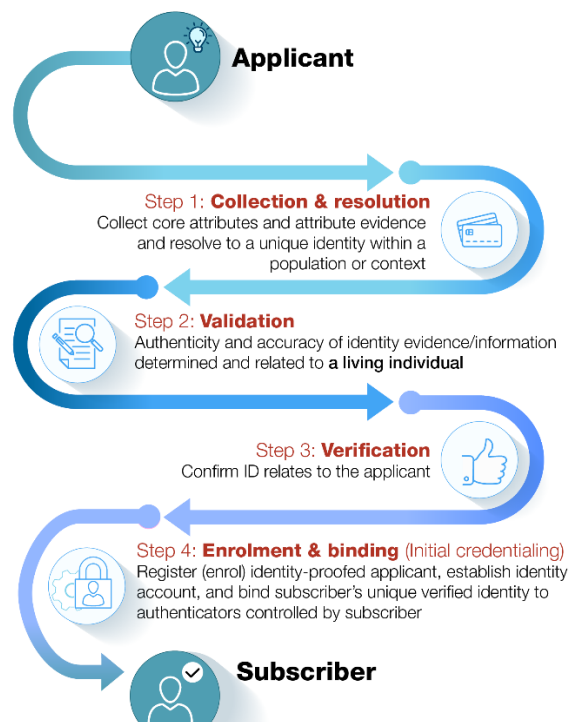 Applicant
Step 1: Collection & resolution
Collect core attributes and attribute evidence
and resolve to a unique identity within a
population or context
Step 2: Validation
Authenticity and accuracy of identity evidence/information
determined and related to a living individual
Step 3: Verification
Confirm ID relates to the applicant
Step 4: Enrolment & binding (Initial credentialing)
Register (enrol) identity-proofed applicant, establish identity
account, and bind subscriber's unique verified identity to
authenticators controlled by subscriber
Subscriber